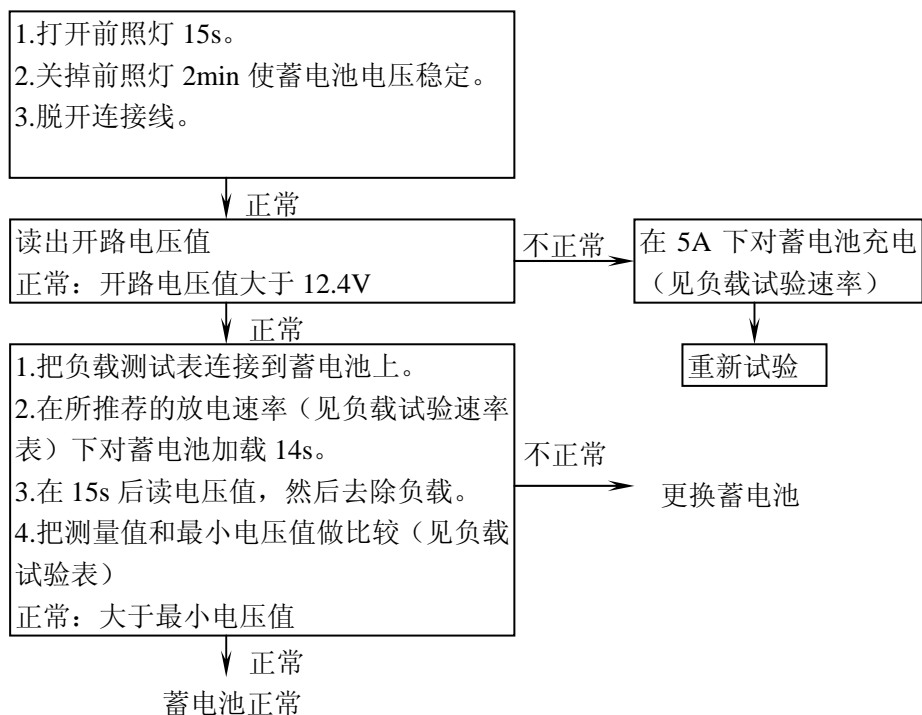 1.打开前照灯 15s。
2.关掉前照灯 2min 使蓄电池电压稳定。
3.脱开连接线。
正常
读出开路电压值
正常：开路电压值大于 12.4V
不正常
在 5A 下对蓄电池充电
（见负载试验速率）
正常
重新试验
1.把负载测试表连接到蓄电池上。
2.在所推荐的放电速率（见负载试验速率
表）下对蓄电池加载 14s。
3.在 15s 后读电压值，然后去除负载。
4.把测量值和最小电压值做比较（见负载
试验表）
正常：大于最小电压值
不正常
更换蓄电池
正常
蓄电池正常